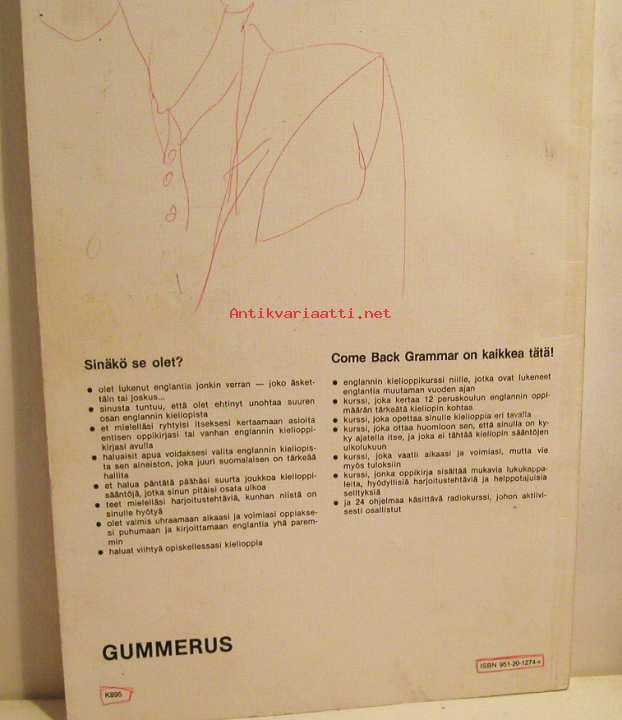 Antikvariaatti.net
Sinäkö se olet?
● olet lukenut englantia jonkin verran — joko äsket-
täin tai joskus...
● sinusta tuntuu, että olet ehtinyt unohtaa suuren
osan englannin kieliopista
● et mielelläsi ryhtyisi itseksesi kertaamaan asioita
entisen oppikirjasi tai vanhan englannin kielioppi-
kirjasi avulla
● haluaisit apua voidaksesi valita englannin kieliopis-
ta sen aineiston, joka juuri suomalaisen on tärkeää
hallita
● et halua päntätä päähäsi suurta joukkoa kielioppi-
sääntöjä, jotka sinun pitäisi osata ulkoa
● teet mielelläsi harjoitustehtäviä, kunhan niistä on
sinulle hyötyä
● olet valmis uhraamaan aikaasi ja voimiasi oppiakse-
si puhumaan ja kirjoittamaan englantia yhä parem-
min
● haluat viihtyä opiskellessasi kielioppia
Come Back Grammar on kaikkea tätä!
● englannin kielioppikurssi niille, jotka ovat lukeneet
englantia muutaman vuoden ajan
● kurssi, joka kertaa 12 peruskoulun englannin oppi-
määrän tärkeätä kieliopin kohtaa
● kurssi, joka opettaa sinulle kielioppia eri tavalla
● kurssi, joka ottaa huomioon sen, että sinulla on ky-
ky ajatella itse, ja joka ei tähtää kieliopin sääntöjen
ulkolukuun
● kurssi, joka vaatii aikaasi ja voimiasi, mutta vie
myös tuloksiin
● kurssi, jonka oppikirja sisältää mukavia lukukappa-
leita, hyödyllisiä harjoitustehtäviä ja helppotajuisia
selityksiä
● ja 24 ohjelmaa käsittävä radiokurssi, johon aktiivi-
sesti osallistut
GUMMERUS
ISBN 951-20-1274-x
K895